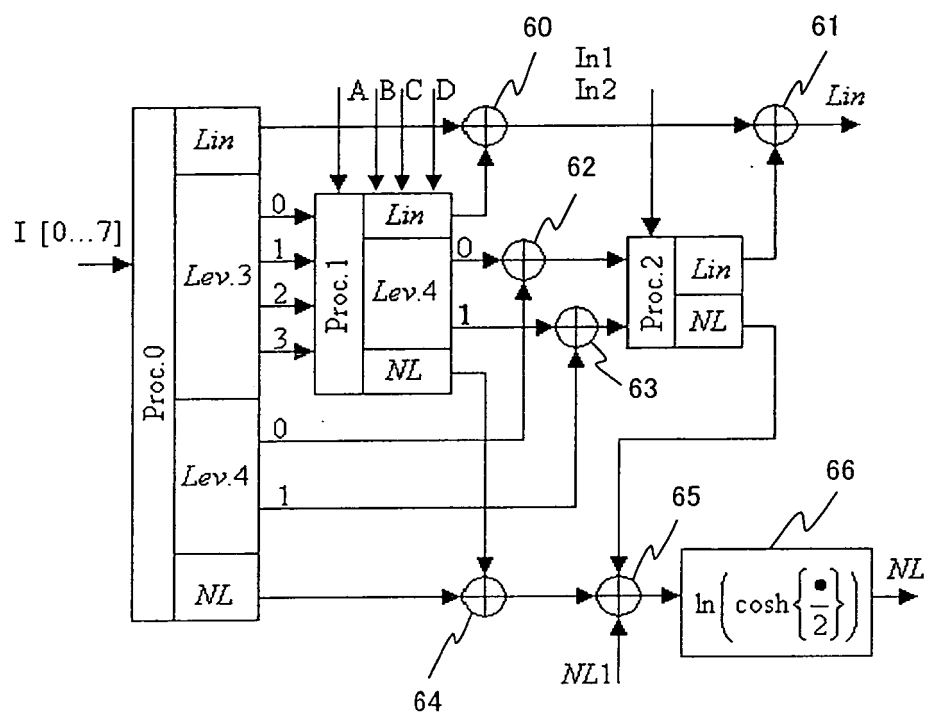 60
61
In1
In2
A B C D
Lin
Lin
I [0...7]
0
Lin
62
1
Lev.3
Proc.1
0
Lev.4
Proc.2
Lin
2
1
NL
3
NL
63
Proc.0
0
Lev.4
1
65
66
NL
ln(cosh{•/2})
NL
64
NL1